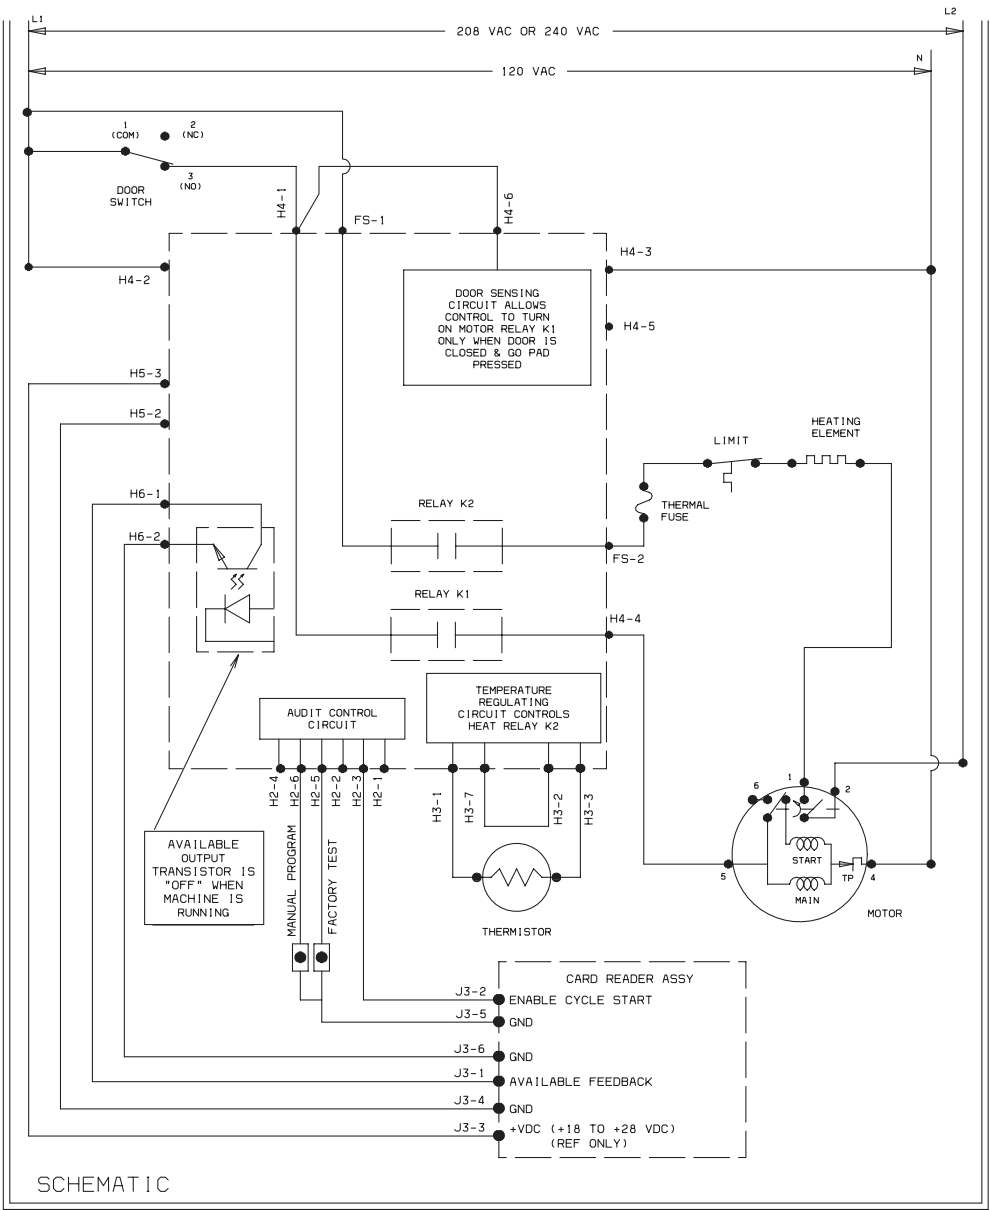 L1
L2
208 VAC OR 240 VAC
N
120 VAC
1
(COM)
2
(NC)
3
(NO)
DOOR
SWITCH
H4-1
FS-1
H4-6
H4-2
H4-3
DOOR SENSING
CIRCUIT ALLOWS
CONTROL TO TURN
ON MOTOR RELAY K1
ONLY WHEN DOOR IS
CLOSED & GO PAD
PRESSED
H4-5
H5-3
H5-2
LIMIT
HEATING
ELEMENT
H6-1
RELAY K2
THERMAL
FUSE
H6-2
FS-2
RELAY K1
H4-4
AUDIT CONTROL
CIRCUIT
TEMPERATURE
REGULATING
CIRCUIT CONTROLS
HEAT RELAY K2
H2-4
H2-6
H2-5
H2-2
H2-3
H2-1
H3-1
H3-7
H3-2
H3-3
6
1
2
START
MAIN
TP
5
4
MOTOR
AVAILABLE
OUTPUT
TRANSISTOR IS
"OFF" WHEN
MACHINE IS
RUNNING
MANUAL PROGRAM
FACTORY TEST
THERMISTOR
CARD READER ASSY
J3-2
ENABLE CYCLE START
J3-5
GND
J3-6
GND
J3-1
AVAILABLE FEEDBACK
J3-4
GND
J3-3
+VDC (+18 TO +28 VDC)
(REF ONLY)
SCHEMATIC